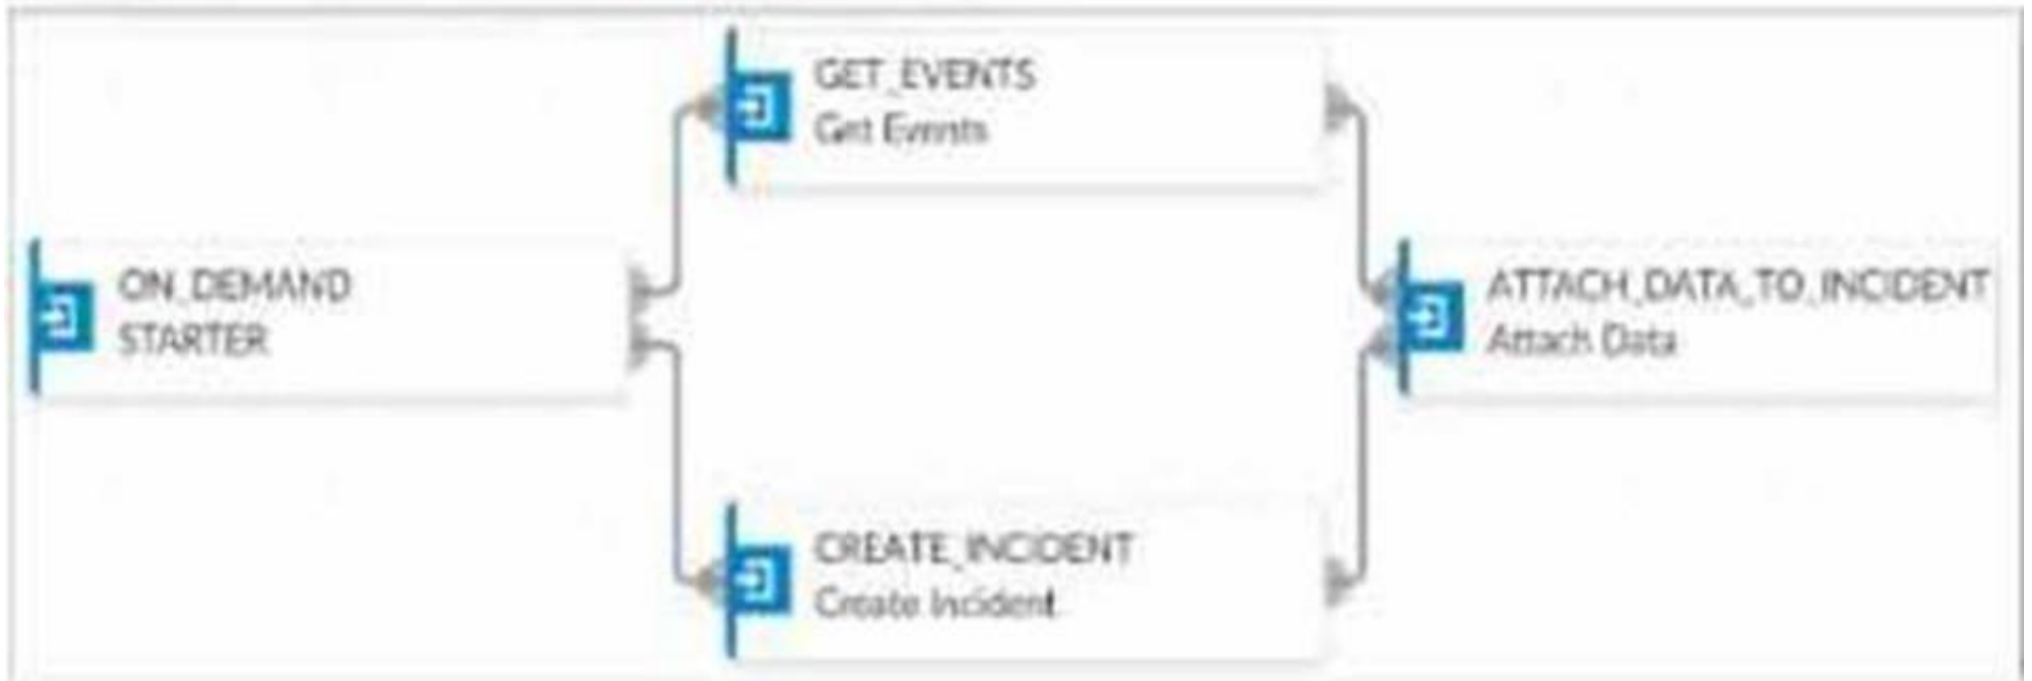 GET_EVENTS
Get Events
ON_DEMAND
STARTER
ATTACH_DATA_TO_INCIDENT
Attach Data
CREATE_INCIDENT
Create Incident